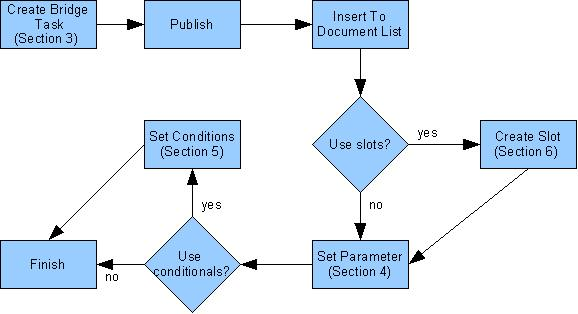 Create Bridge
Task
(Section 3)
Publish
Insert To
Document List
Use slots?
yes
Create Slot
(Section 6)
no
Set Parameter
(Section 4)
Use
conditionals?
yes
Set Conditions
(Section 5)
no
Finish